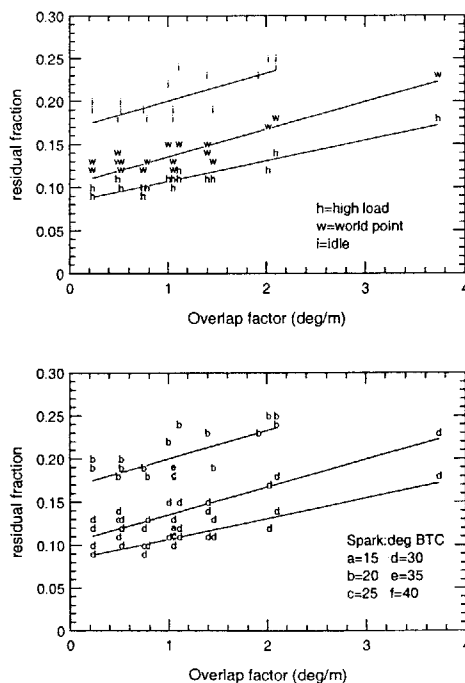 0.30
0.25
0.20
0.15
0.10
0.05
0
residual fraction
h=high load
w=world point
i=idle
0 1 2 3 4
Overlap factor (deg/m)
0.30
0.25
0.20
0.15
0.10
0.05
0
residual fraction
Spark:deg BTC
a=15 d=30
b=20 e=35
c=25 f=40
0 1 2 3 4
Overlap factor (deg/m)